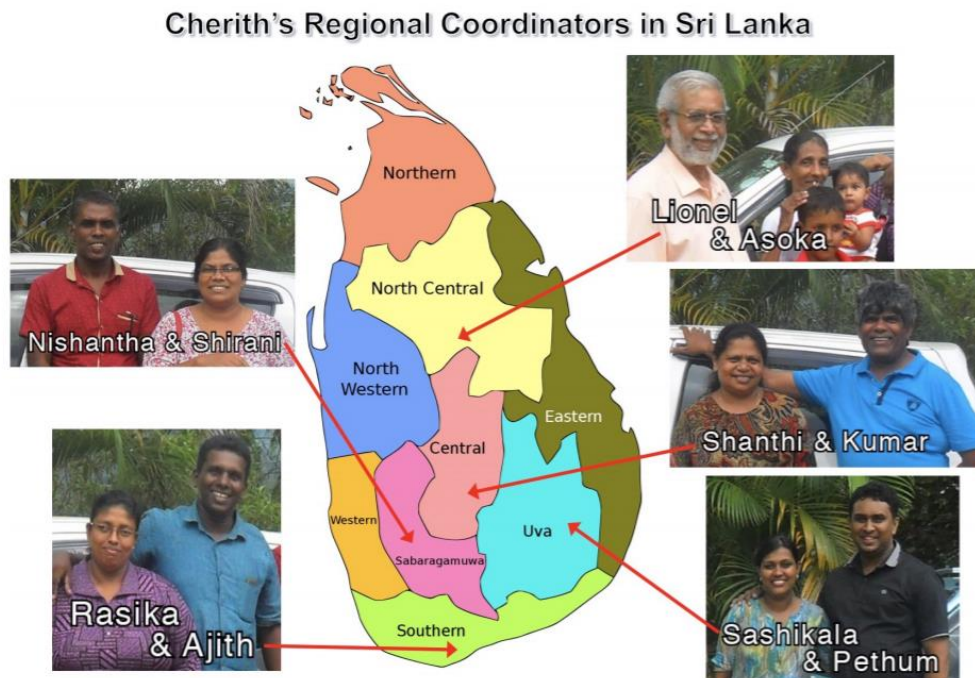 Cherith's Regional Coordinators in Sri Lanka
Northern
Lionel
& Asoka
North Central
Nishantha & Shirani
North
Western
Eastern
Shanthi & Kumar
Central
Western
Uva
Sabaragamuwa
Rasika
& Ajith
Southern
Sashikala
& Pethum